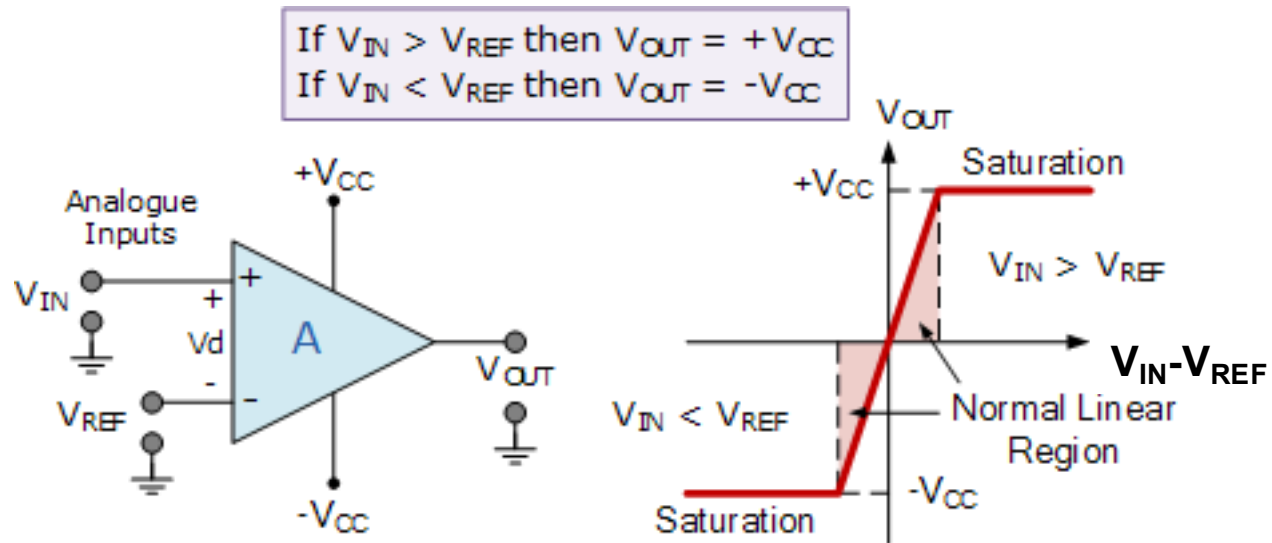 If VIN > VREF then VOUT = +VCC
If VIN < VREF then VOUT = -VCC
Analogue
Inputs
+VCC
VIN
+
+
Vd
A
-
-
VREF
VOUT
-VCC
VOUT
Saturation
+VCC
VIN > VREF
VIN-VREF
VIN < VREF
Normal Linear
Region
-VCC
Saturation